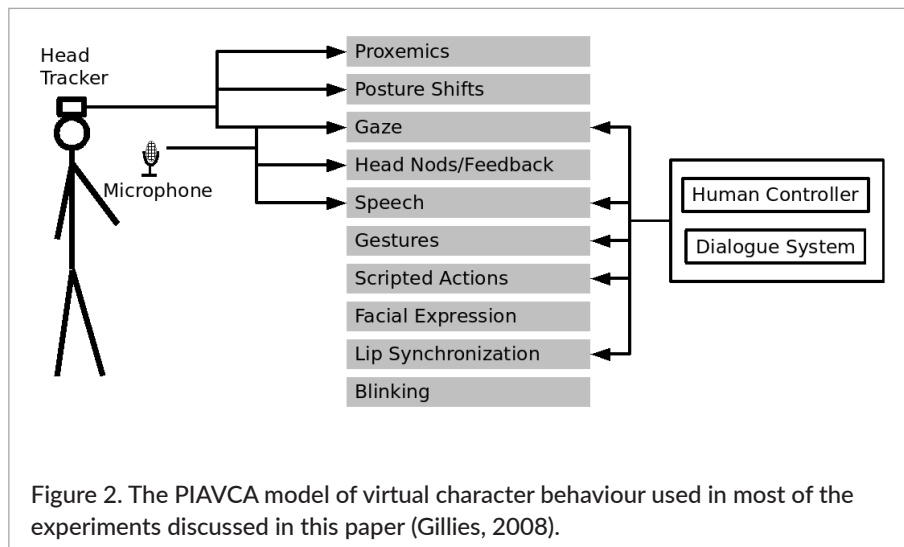 Head
Tracker
Microphone
Proxemics
Posture Shifts
Gaze
Head Nods/Feedback
Speech
Gestures
Scripted Actions
Facial Expression
Lip Synchronization
Blinking
Human Controller
Dialogue System
Figure 2. The PIAVCA model of virtual character behaviour used in most of the
experiments discussed in this paper (Gillies, 2008).